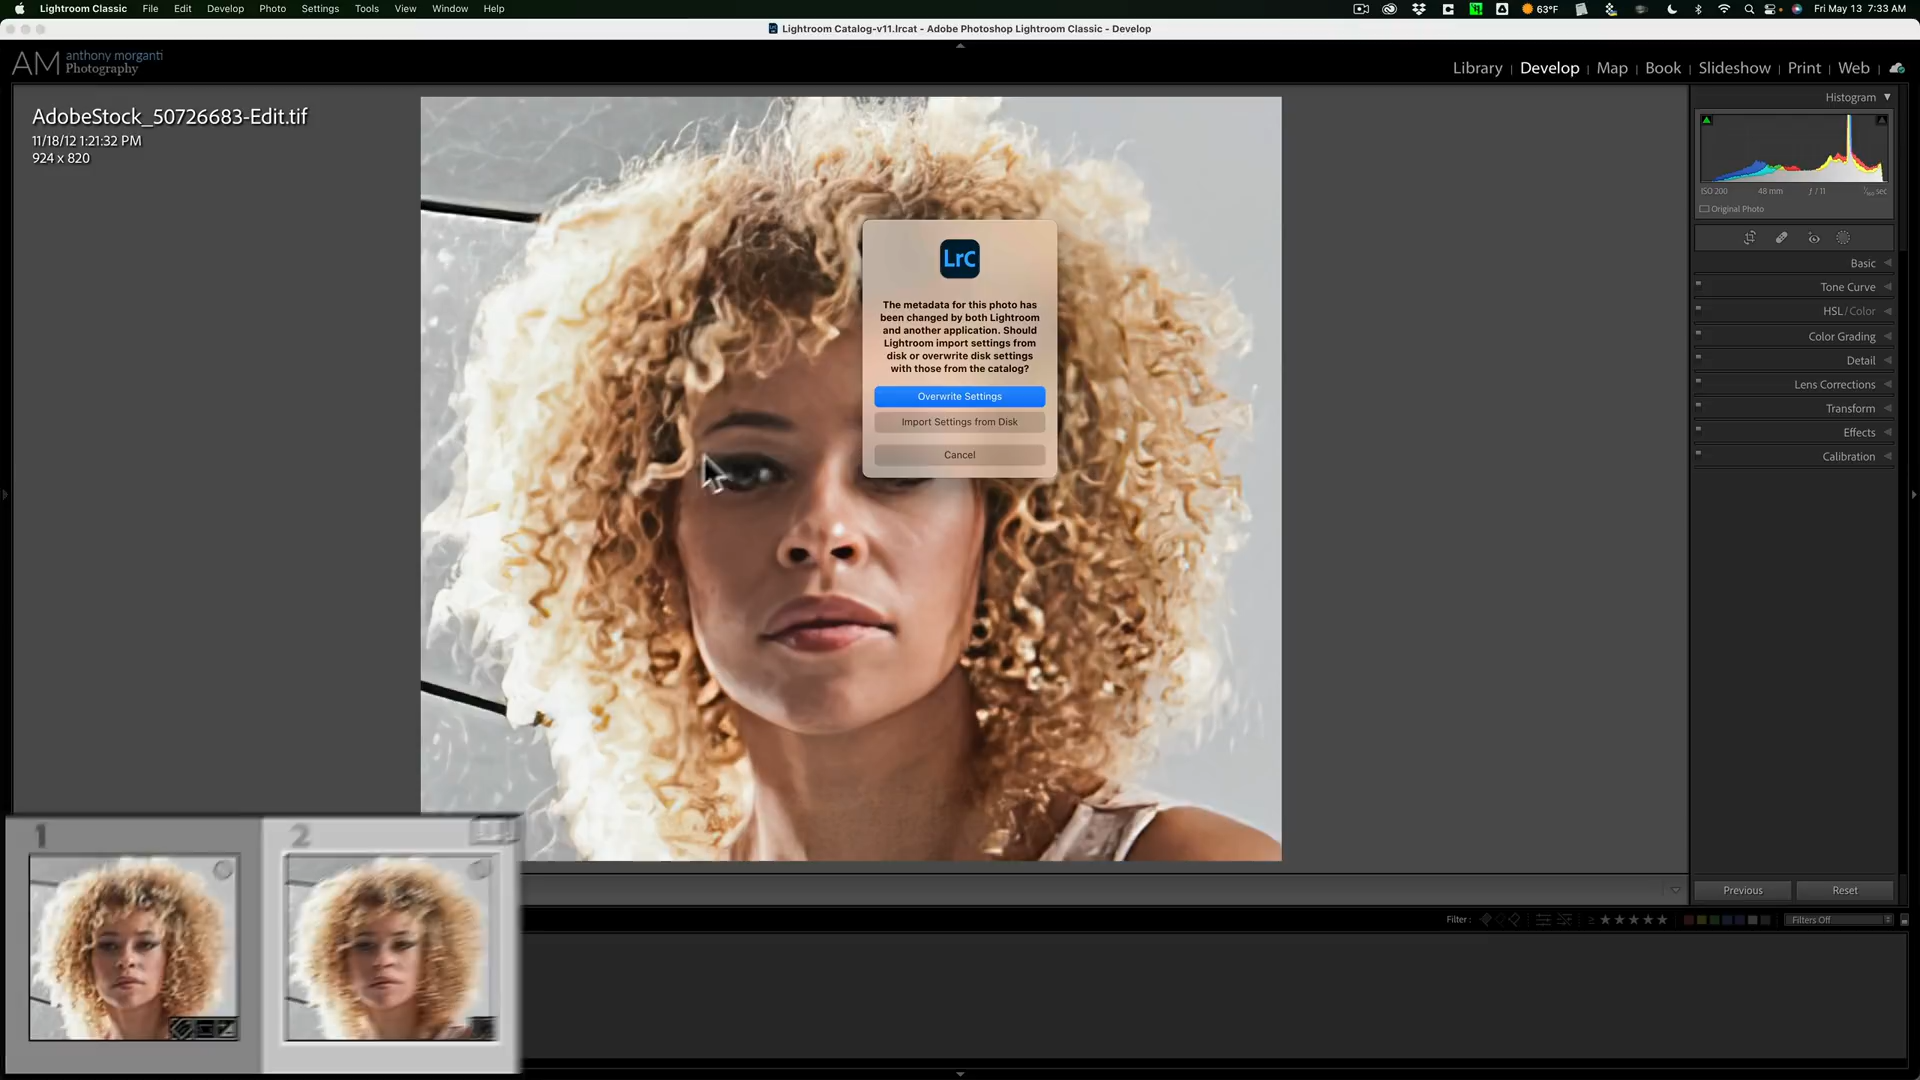 Lightroom Classic File Edit Develop Photo Settings Tools View Window Help 63°F Fri May 13 7:33 AM
Lightroom Catalog-v11.lrcat - Adobe Photoshop Lightroom Classic - Develop
AM anthony morganti Photography
Library | Develop | Map | Book | Slideshow | Print | Web |
AdobeStock_50726683-Edit.tif
11/18/12 1:21:32 PM
924 x 820
Histogram
ISO 200 48 mm ƒ / 11 sec
Original Photo
Basic
Tone Curve
HSL / Color
Color Grading
Detail
Lens Corrections
Transform
Effects
Calibration
LrC
The metadata for this photo has
been changed by both Lightroom
and another application. Should
Lightroom import settings from
disk or overwrite disk settings
with those from the catalog?
Overwrite Settings
Import Settings from Disk
Cancel
1 2
Previous Reset
Filter : Filters Off